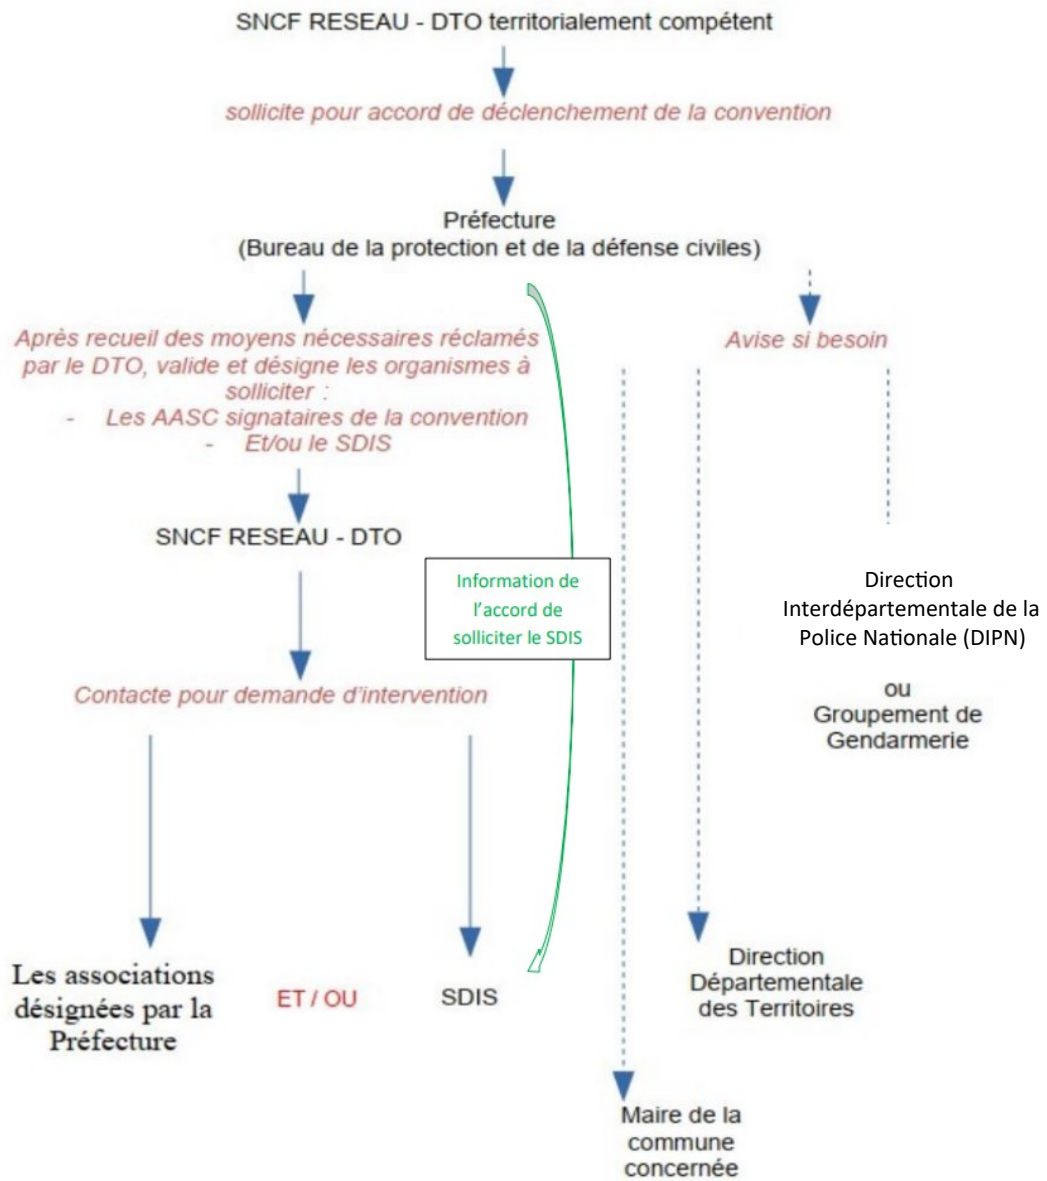 SNCF RESEAU - DTO territorialement compétent
sollicite pour accord de déclenchement de la convention
Préfecture
(Bureau de la protection et de la défense civiles)
Après recueil des moyens nécessaires réclamés
par le DTO, valide et désigne les organismes à
solliciter :
- Les AASC signataires de la convention
- Et/ou le SDIS
Avise si besoin
SNCF RESEAU - DTO
Information de
l'accord de
solliciter le SDIS
Direction
Interdépartementale de la
Police Nationale (DIPN)
ou
Groupement de
Gendarmerie
Contacte pour demande d'intervention
Les associations
désignées par la
Préfecture
ET / OU
SDIS
Direction
Départementale
des Territoires
Maire de la
commune
concernée